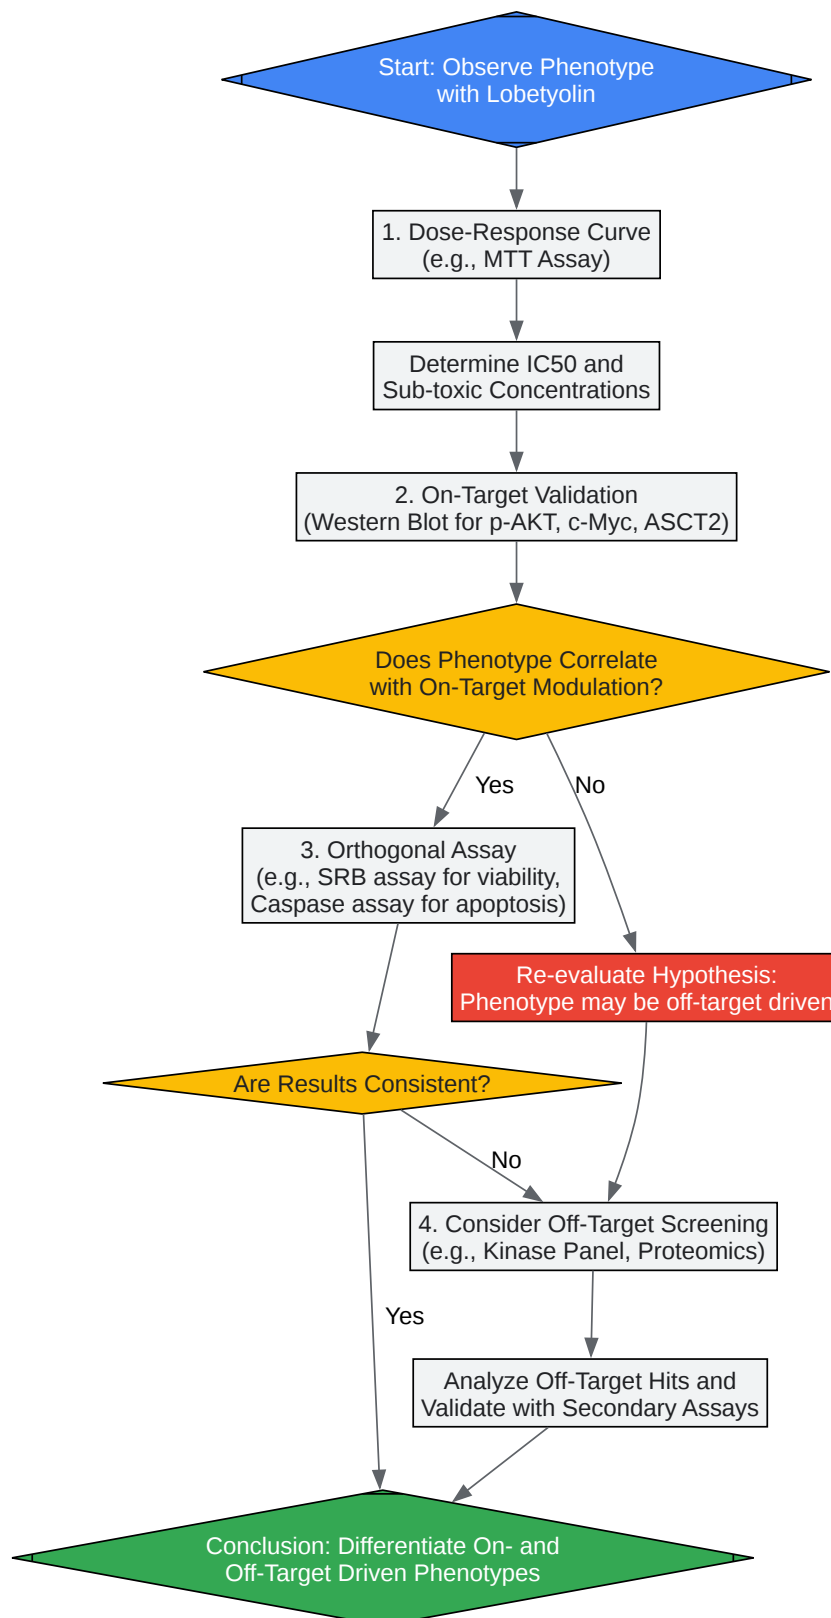 Start: Observe Phenotype
with Lobetyolin
1. Dose-Response Curve
(e.g., MTT Assay)
Determine IC50 and
Sub-toxic Concentrations
2. On-Target Validation
(Western Blot for p-AKT, c-Myc, ASCT2)
Does Phenotype Correlate
with On-Target Modulation?
Yes
No
3. Orthogonal Assay
(e.g., SRB assay for viability,
Caspase assay for apoptosis)
Re-evaluate Hypothesis:
Phenotype may be off-target driven
Are Results Consistent?
No
4. Consider Off-Target Screening
(e.g., Kinase Panel, Proteomics)
Yes
Analyze Off-Target Hits and
Validate with Secondary Assays
Conclusion: Differentiate On- and
Off-Target Driven Phenotypes